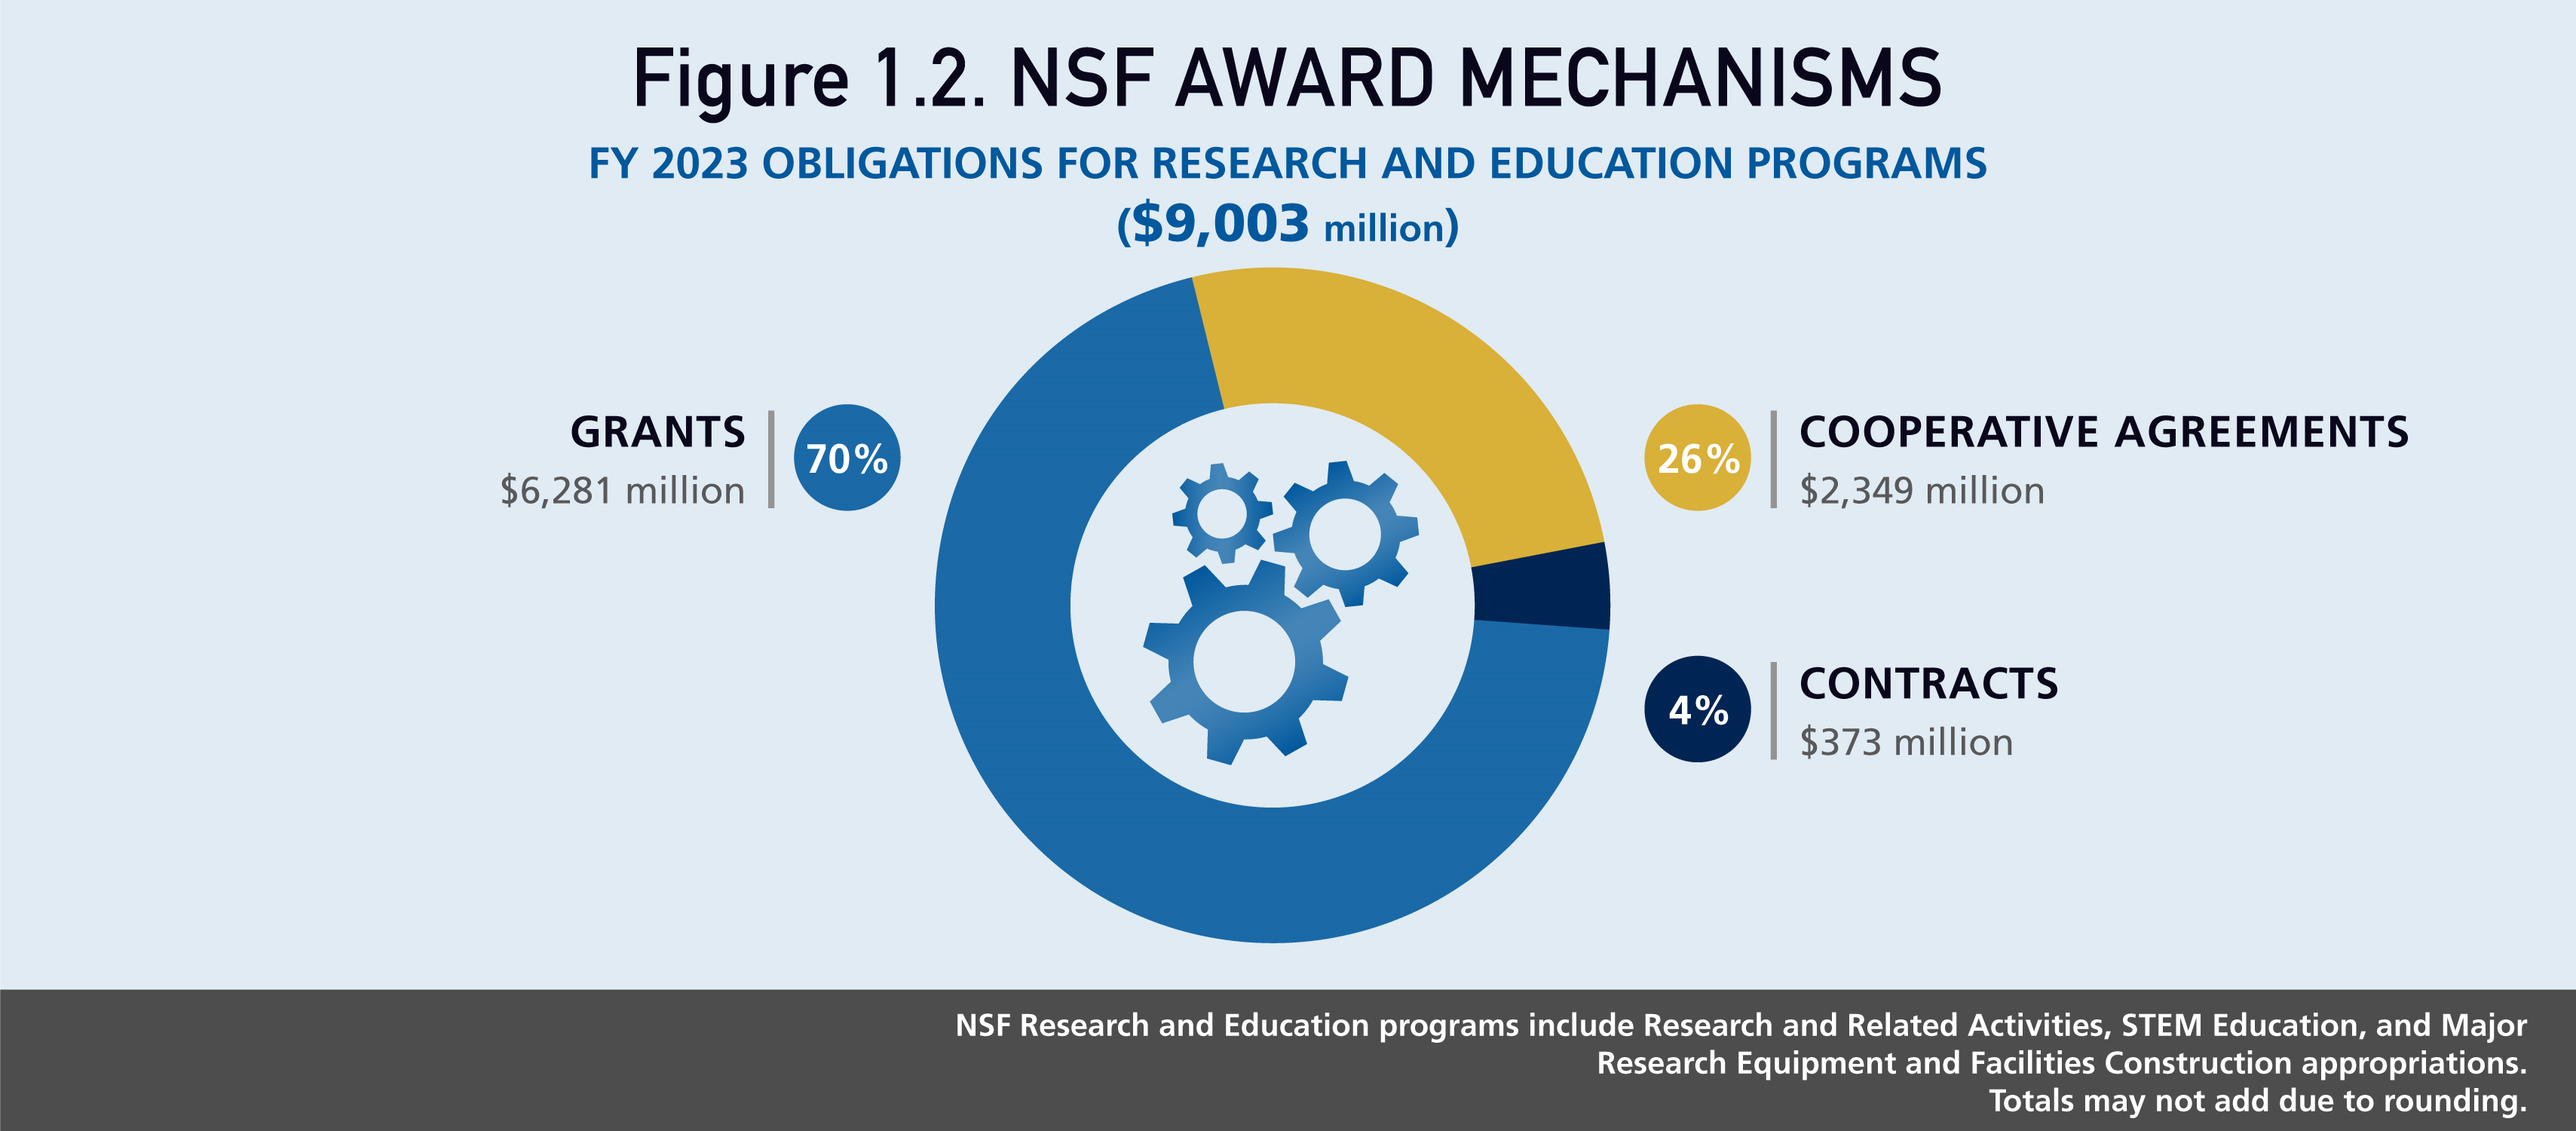 Figure 1.2. NSF AWARD MECHANISMS
FY 2023 OBLIGATIONS FOR RESEARCH AND EDUCATION PROGRAMS
($9,003 million)
GRANTS
$6,281 million
70%
26%
COOPERATIVE AGREEMENTS
$2,349 million
4%
CONTRACTS
$373 million
NSF Research and Education programs include Research and Related Activities, STEM Education, and Major
Research Equipment and Facilities Construction appropriations.
Totals may not add due to rounding.